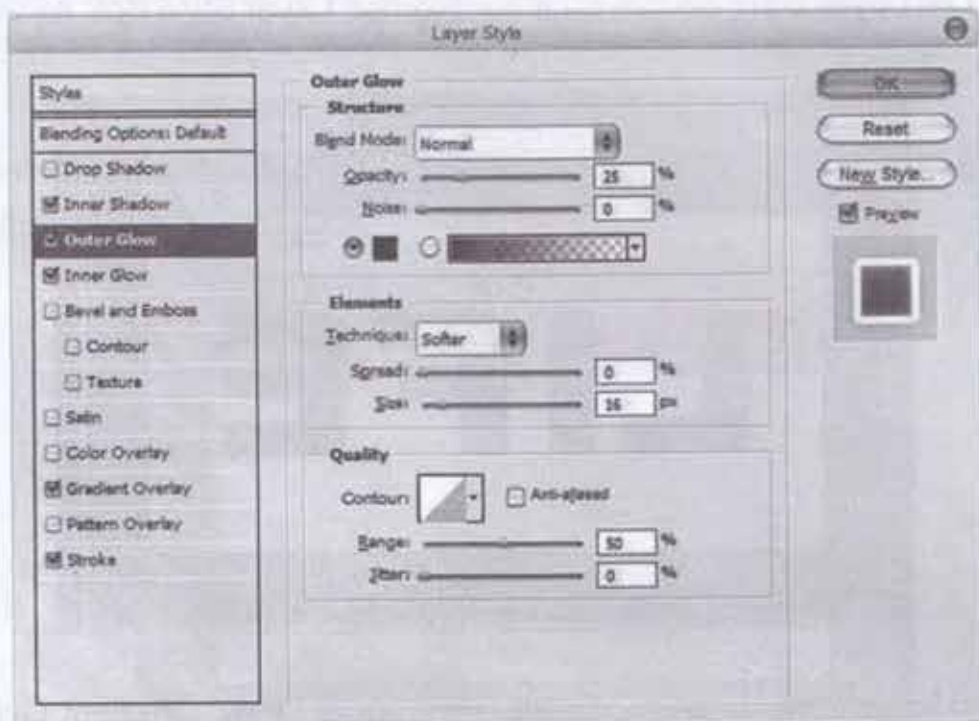 Layer Style
Styles
Blending Options: Default
Drop Shadow
Inner Shadow
Outer Glow
Inner Glow
Bevel and Emboss
Contour
Texture
Satin
Color Overlay
Gradient Overlay
Pattern Overlay
Stroke
Outer Glow
Structure
Blend Mode: Normal
Opacity: 25 %
Noise: 0 %
Elements
Technique: Softer
Spread: 0 %
Size: 16 px
Quality
Contour: Anti-aliased
Range: 50 %
Jitter: 0 %
OK
Reset
New Style...
Preview